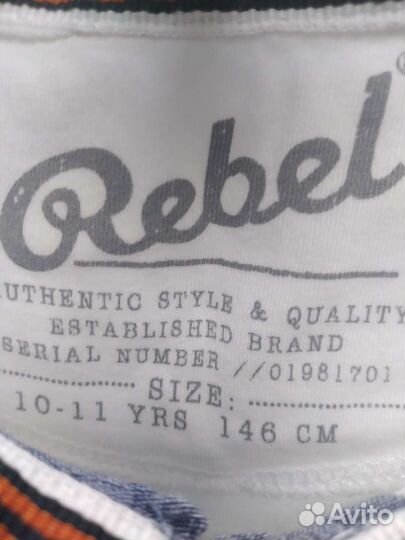 Rebel
AUTHENTIC STYLE & QUALITY
ESTABLISHED BRAND
SERIAL NUMBER //01981701
SIZE:
10-11 YRS 146 CM
Avito